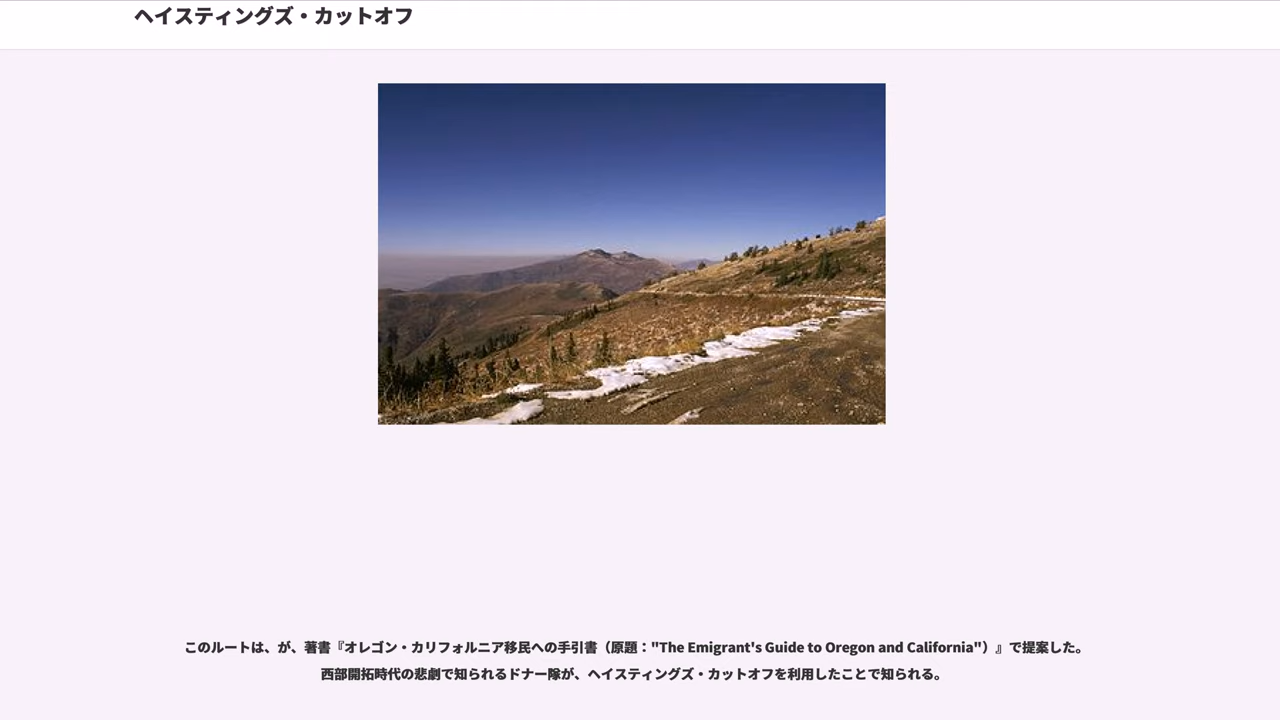 ヘイスティングズ・カットオフ
このルートは、が、著書『オレゴン・カリフォルニア移民への手引書（原題："The Emigrant's Guide to Oregon and California"）』で提案した。
西部開拓時代の悲劇で知られるドナー隊が、ヘイスティングズ・カットオフを利用したことで知られる。